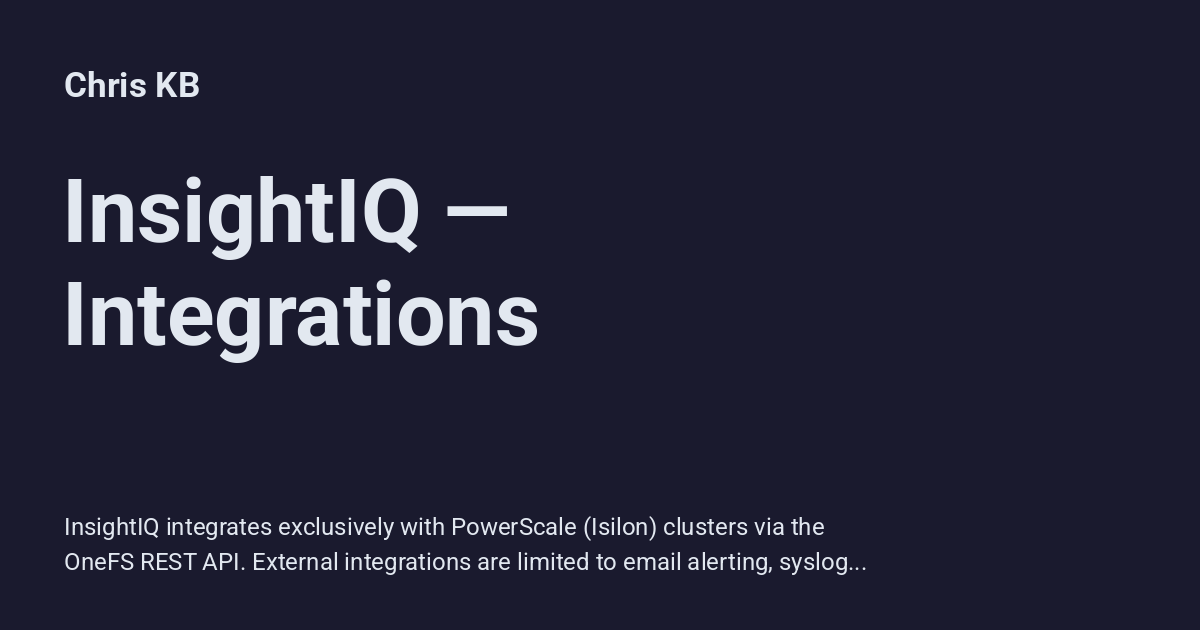 Chris KB
InsightIQ —
Integrations
InsightIQ integrates exclusively with PowerScale (Isilon) clusters via the
OneFS REST API. External integrations are limited to email alerting, syslog...